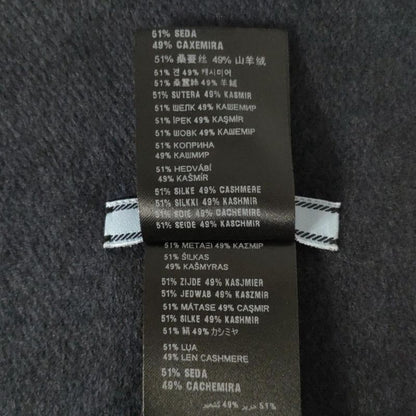 51% SEDA
49% CAXEMIRA
51% 桑蚕丝 49% 山羊绒
51% 견 49% 캐시미어
51% 桑蠶絲 49% 羊絨
51% SUTERA 49% KASMIR
51% ШЕЛК 49% КАШЕМИР
51% İPEK 49% KAŞMİR
51% ШОВК 49% КАШЕМИР
51% КОПРИНА
49% КАШМИР
51% HEDVÁBÍ
49% KAŠMÍR
51% SILKE 49% CASHMERE
51% SILKKI 49% KASHMIR
51% SOIE 49% CACHEMIRE
51% SEIDE 49% KASCHMIR
51% ΜΕΤΑΞΙ 49% ΚΑΣΜΙΡ
51% ŠILKAS
49% KAŠMYRAS
51% ZIJDE 49% KASJMIER
51% JEDWAB 49% KASZMIR
51% MĂTASE 49% CAŞMIR
51% SILKE 49% KASHMIR
51% 絹 49% カシミヤ
51% LỤA
49% LEN CASHMERE
51% SEDA
49% CACHEMIRA
51% حرير 49% كشمير